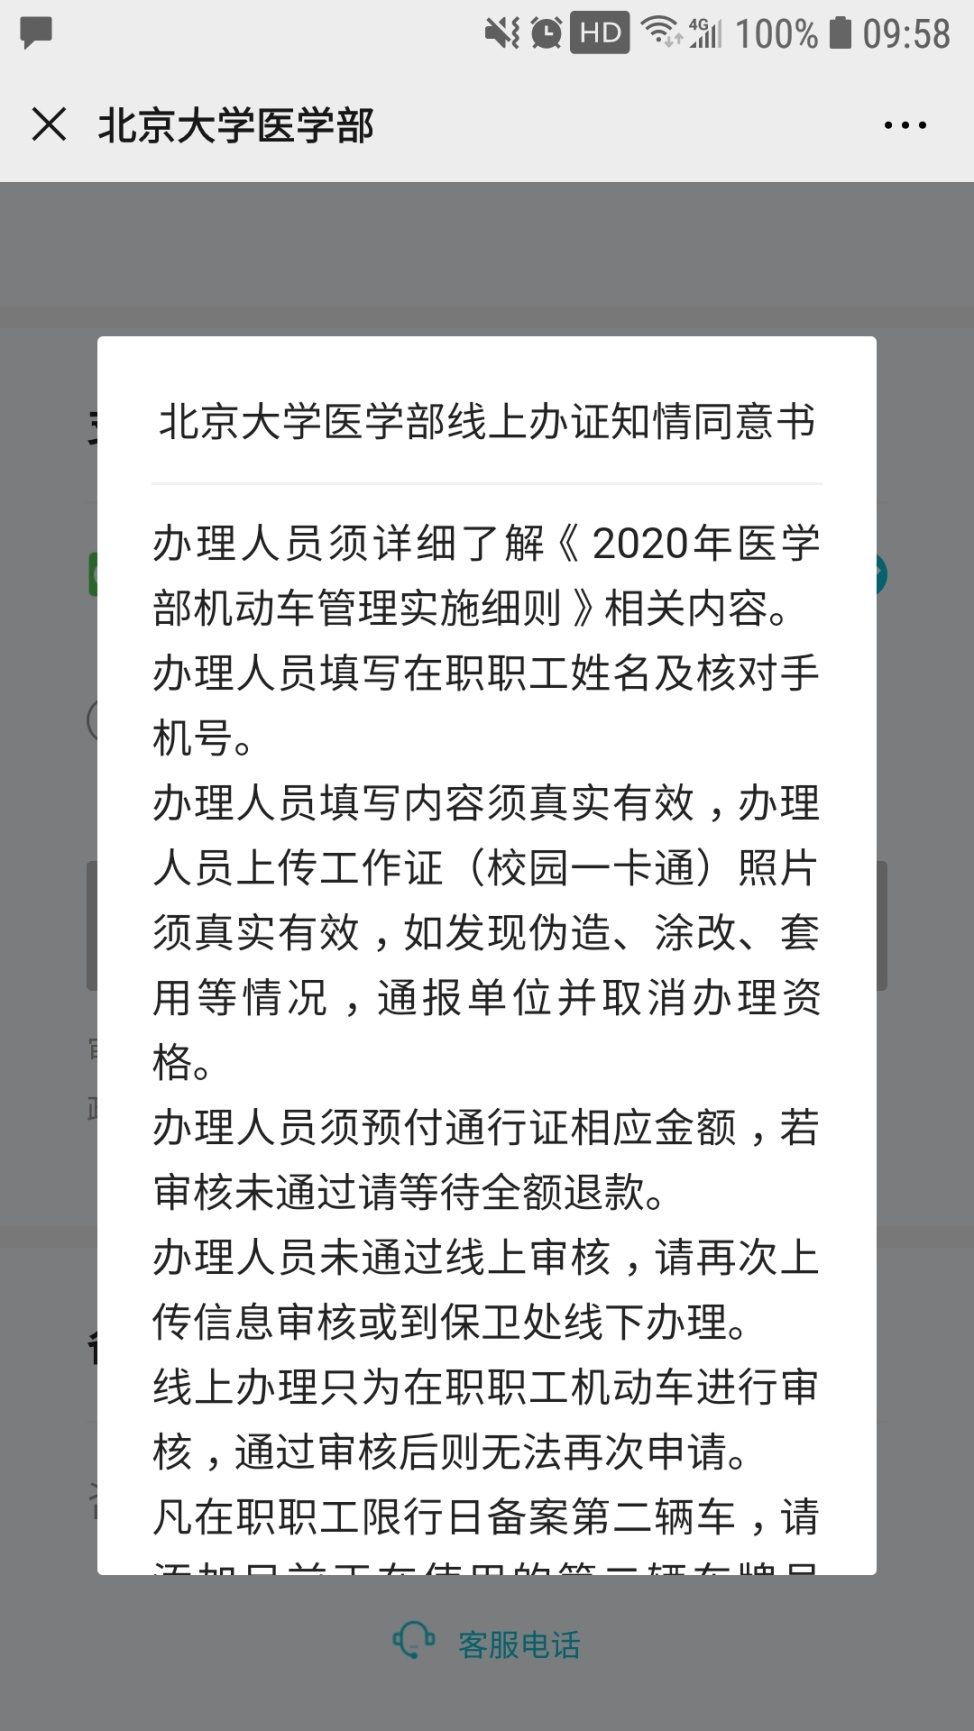 HD 4G 100% 09:58
北京大学医学部
北京大学医学部线上办证知情同意书
办理人员须详细了解《2020年医学
部机动车管理实施细则》相关内容。
办理人员填写在职职工姓名及核对手
机号。
办理人员填写内容须真实有效，办理
人员上传工作证（校园一卡通）照片
须真实有效，如发现伪造、涂改、套
用等情况，通报单位并取消办理资
格。
办理人员须预付通行证相应金额，若
审核未通过请等待全额退款。
办理人员未通过线上审核，请再次上
传信息审核或到保卫处线下办理。
线上办理只为在职职工机动车进行审
核，通过审核后则无法再次申请。
凡在职职工限行日备案第二辆车，请
客服电话